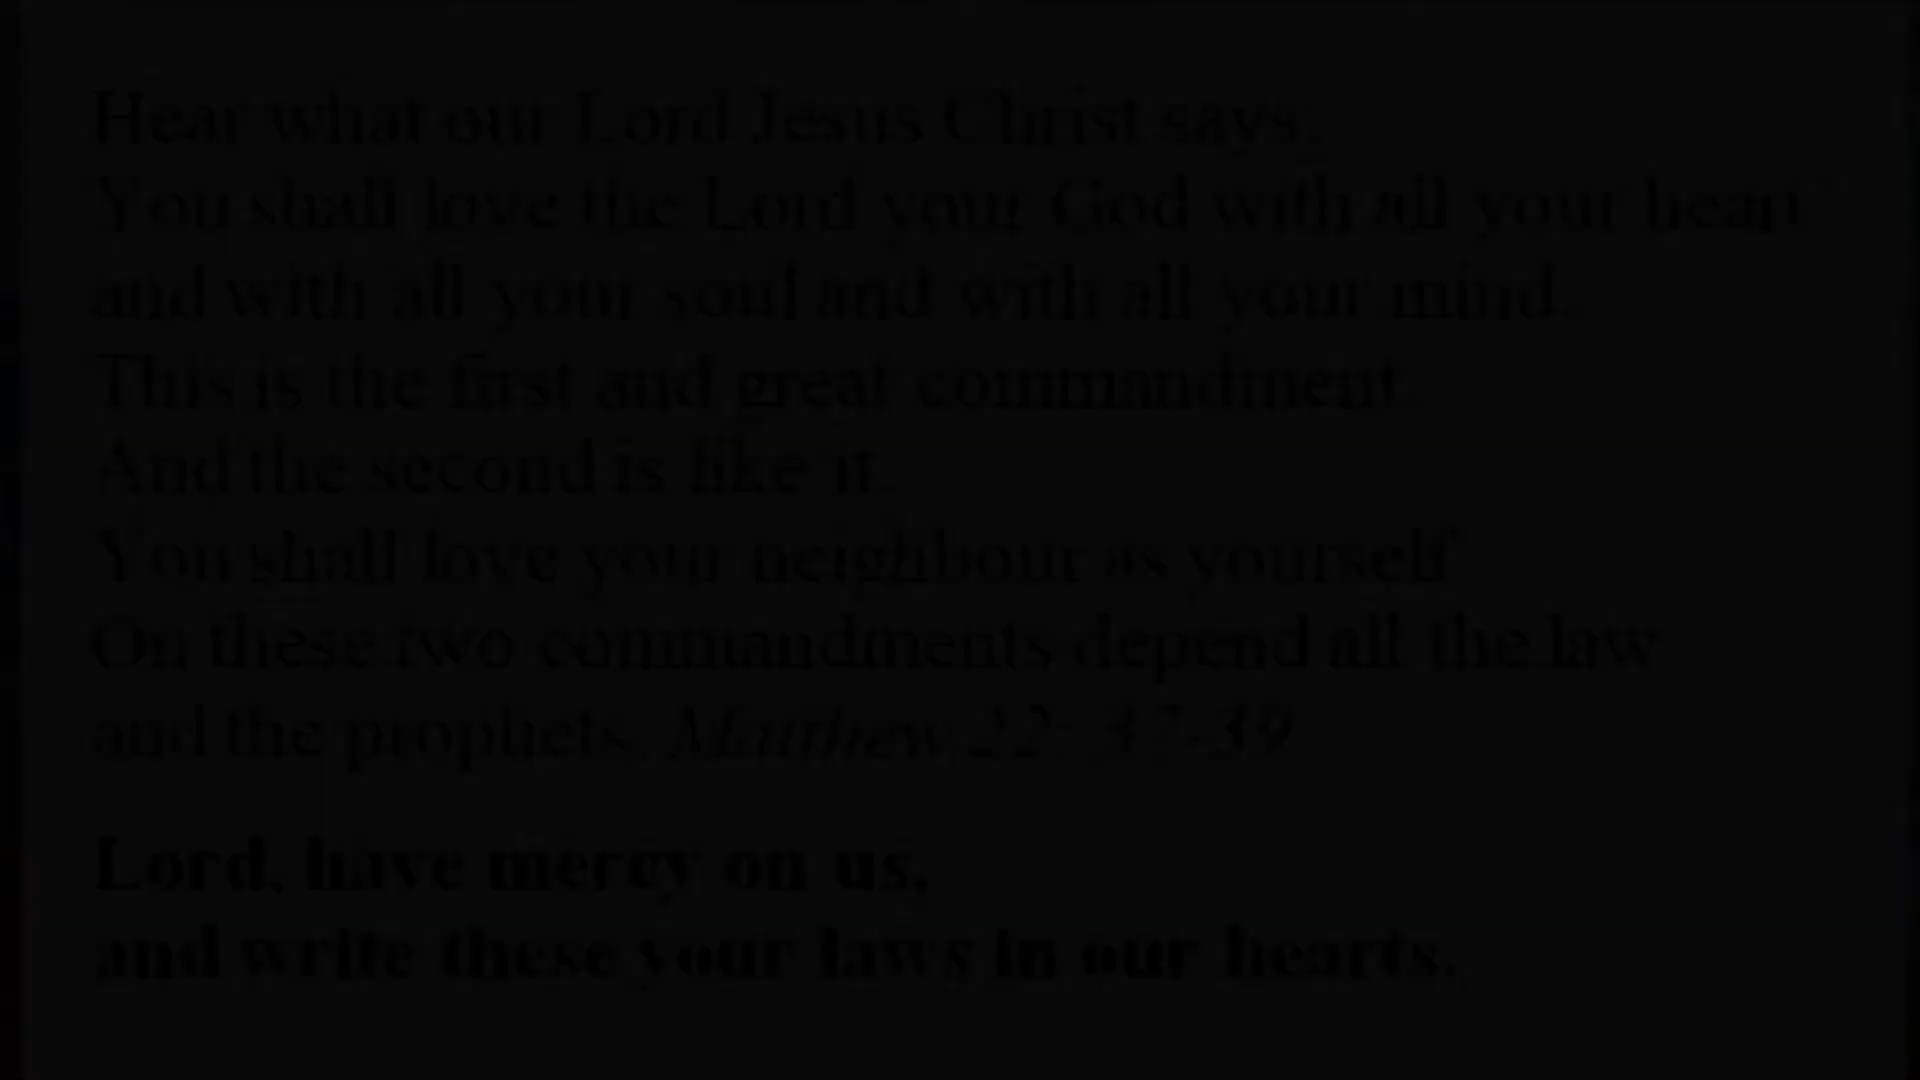 Hear what our Lord Jesus Christ says.
You shall love the Lord your God with all your heart
and with all your soul and with all your mind.
This is the first and great commandment.
And the second is like it.
You shall love your neighbour as yourself
On these two commandments depend all the law
and the prophets. Matthew 22: 37-39
Lord, have mercy on us,
and write these your laws in our hearts.